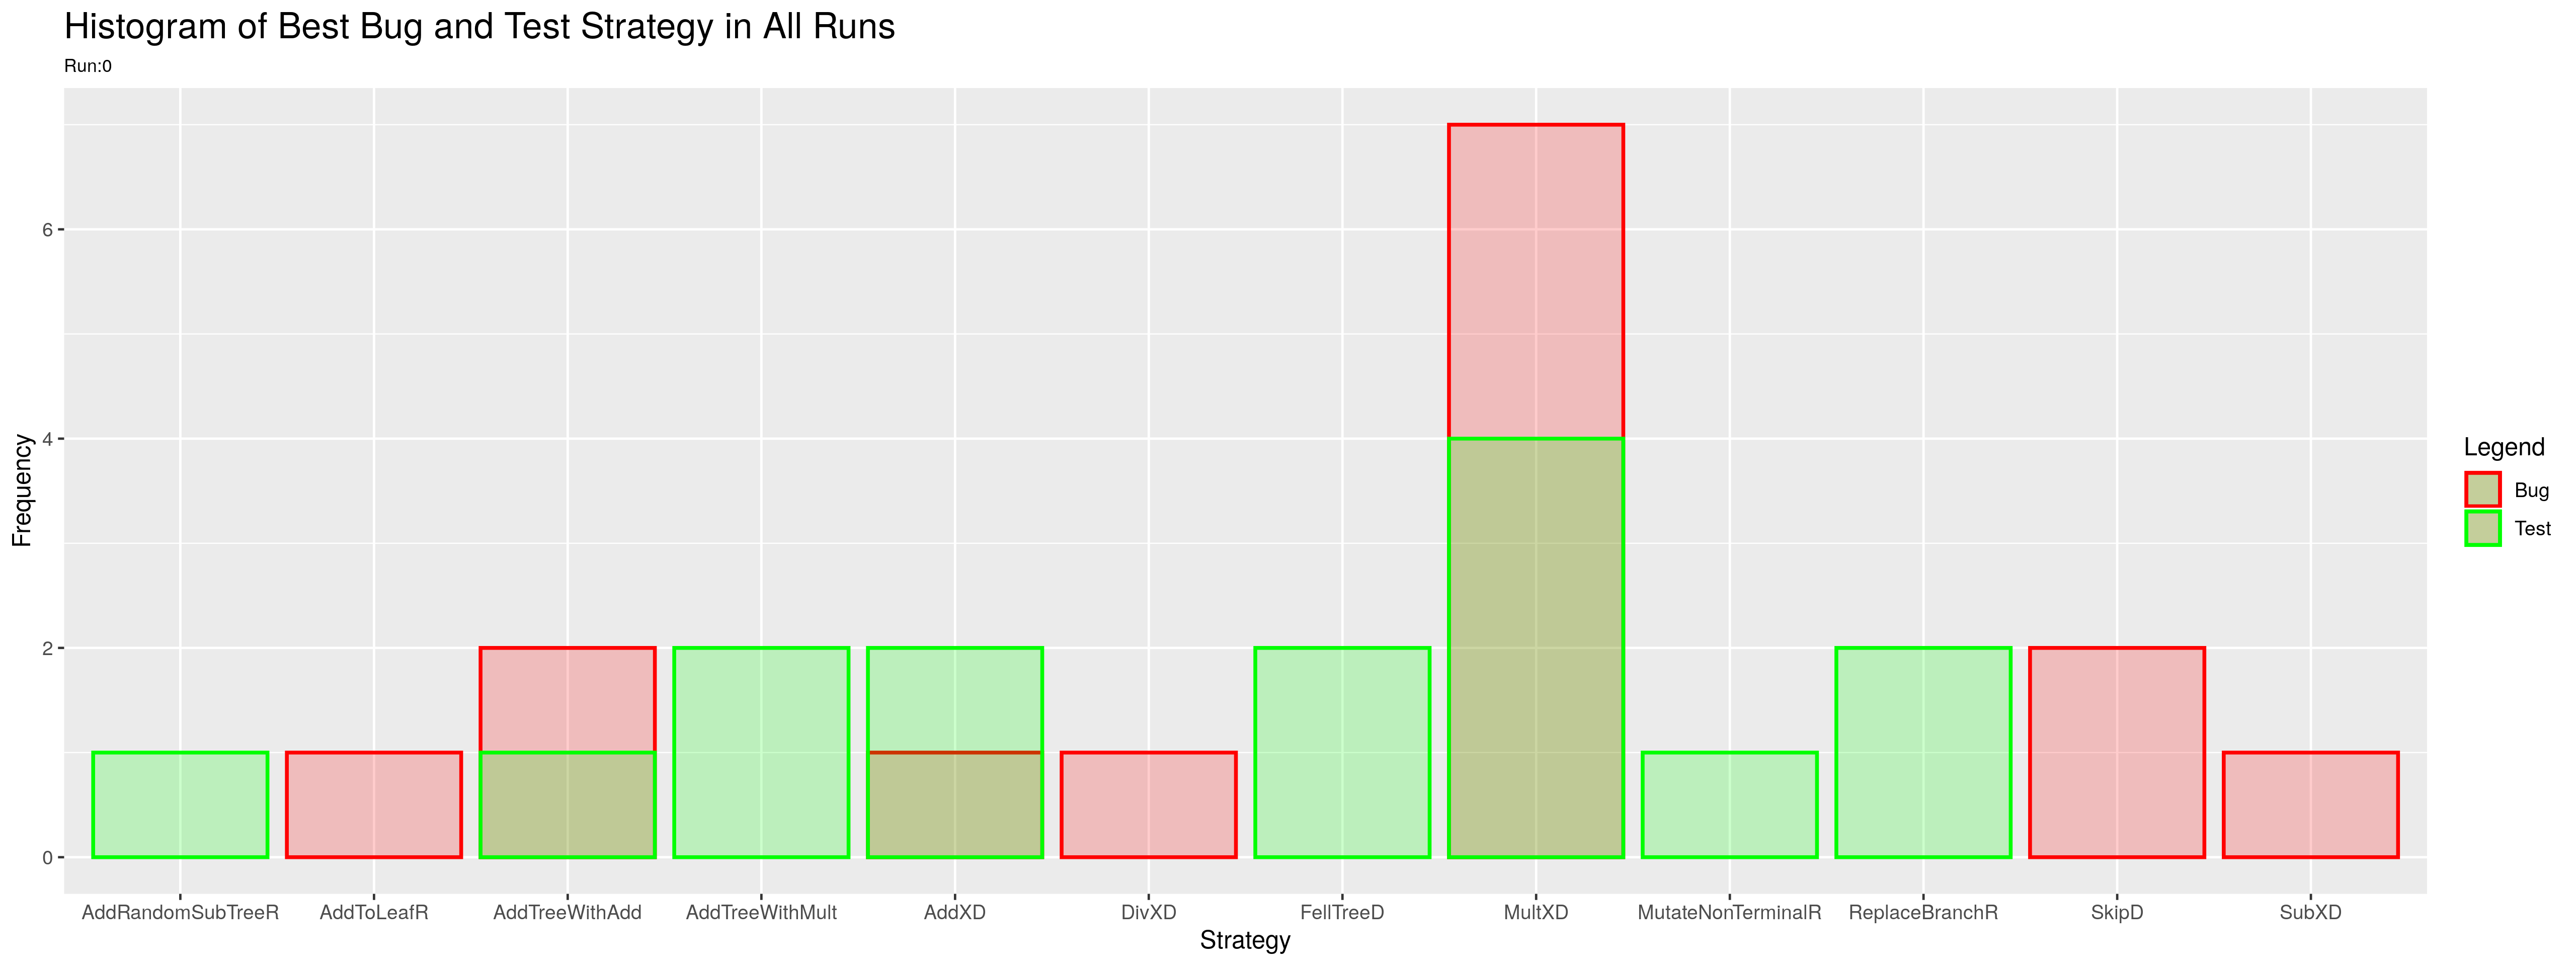 Histogram of Best Bug and Test Strategy in All Runs
Run:0
Frequency
6
4
2
0
AddRandomSubTreeR AddToLeafR AddTreeWithAdd AddTreeWithMult AddXD DivXD FellTreeD MultXD MutateNonTerminalR ReplaceBranchR SkipD SubXD
Strategy
Legend
Bug
Test